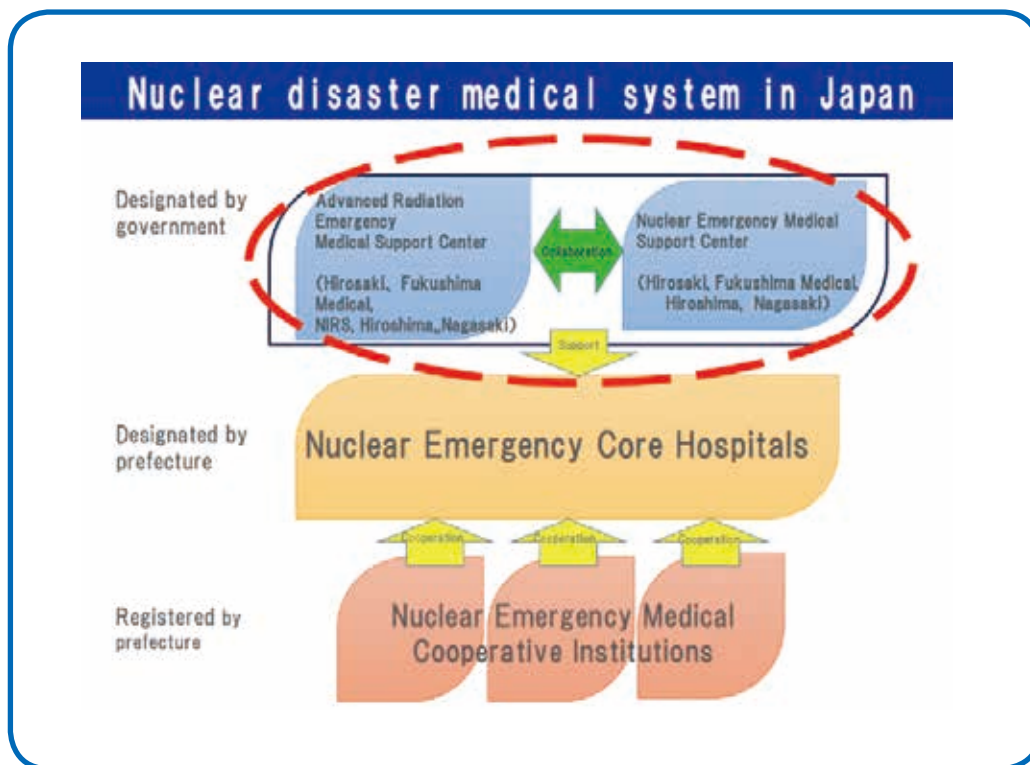 Nuclear disaster medical system in Japan
Designated by
government
Advanced Radiation
Emergency
Medical Support Center
(Hirosaki, Fukushima
Medical,
NIRS, Hiroshima,Nagasaki)
Collaboration
Nuclear Emergency Medical
Support Center
(Hirosaki, Fukushima Medical,
Hiroshima, Nagasaki)
Support
Designated by
prefecture
Nuclear Emergency Core Hospitals
Cooperation
Cooperation
Cooperation
Registered by
prefecture
Nuclear Emergency Medical
Cooperative Institutions